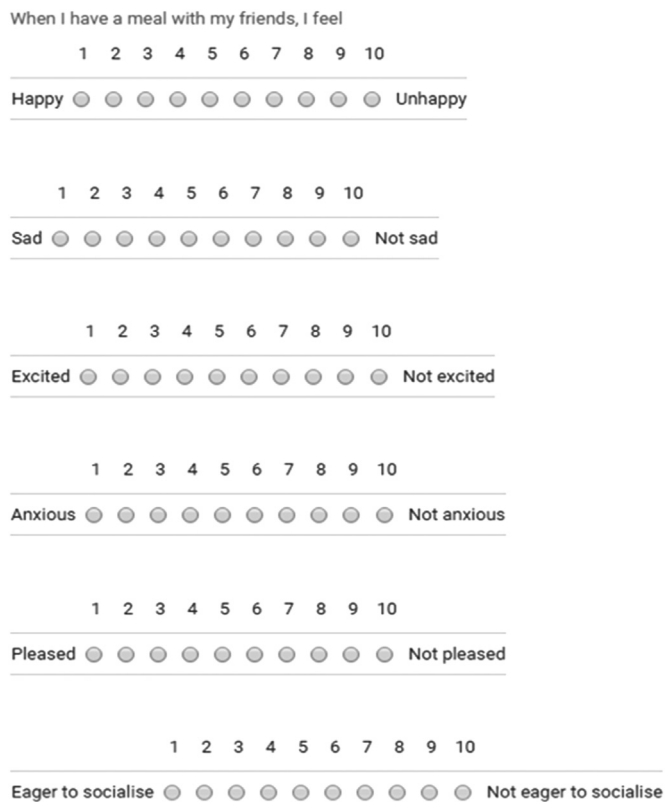 When I have a meal with my friends, I feel
1 2 3 4 5 6 7 8 9 10
Happy Unhappy
1 2 3 4 5 6 7 8 9 10
Sad Not sad
1 2 3 4 5 6 7 8 9 10
Excited Not excited
1 2 3 4 5 6 7 8 9 10
Anxious Not anxious
1 2 3 4 5 6 7 8 9 10
Pleased Not pleased
1 2 3 4 5 6 7 8 9 10
Eager to socialise Not eager to socialise